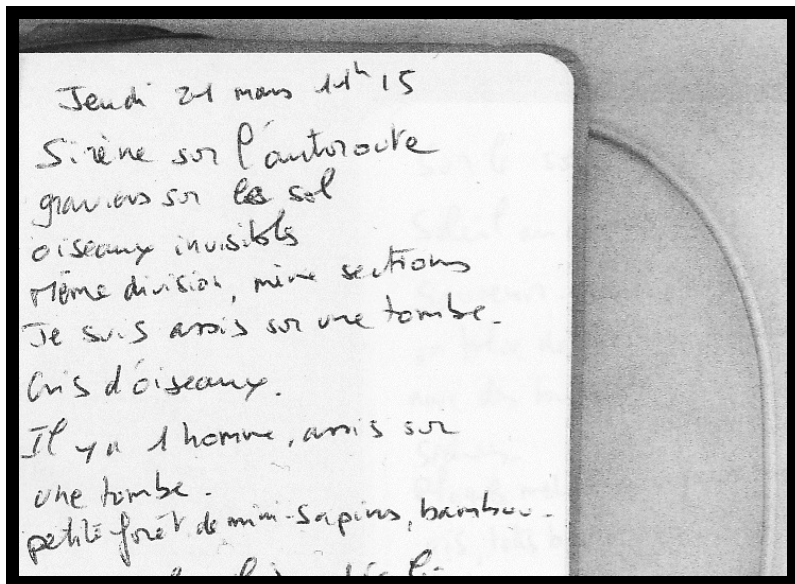 Jeudi 21 mars 11h15
Sirène sur l'autoroute
graviers sur le sol
oiseaux invisibles
Même division, même sections
Je suis assis sur une tombe.
Cris d'oiseaux.
Il y a 1 homme, assis sur
une tombe.
petite forêt de mini-sapins, bambou.